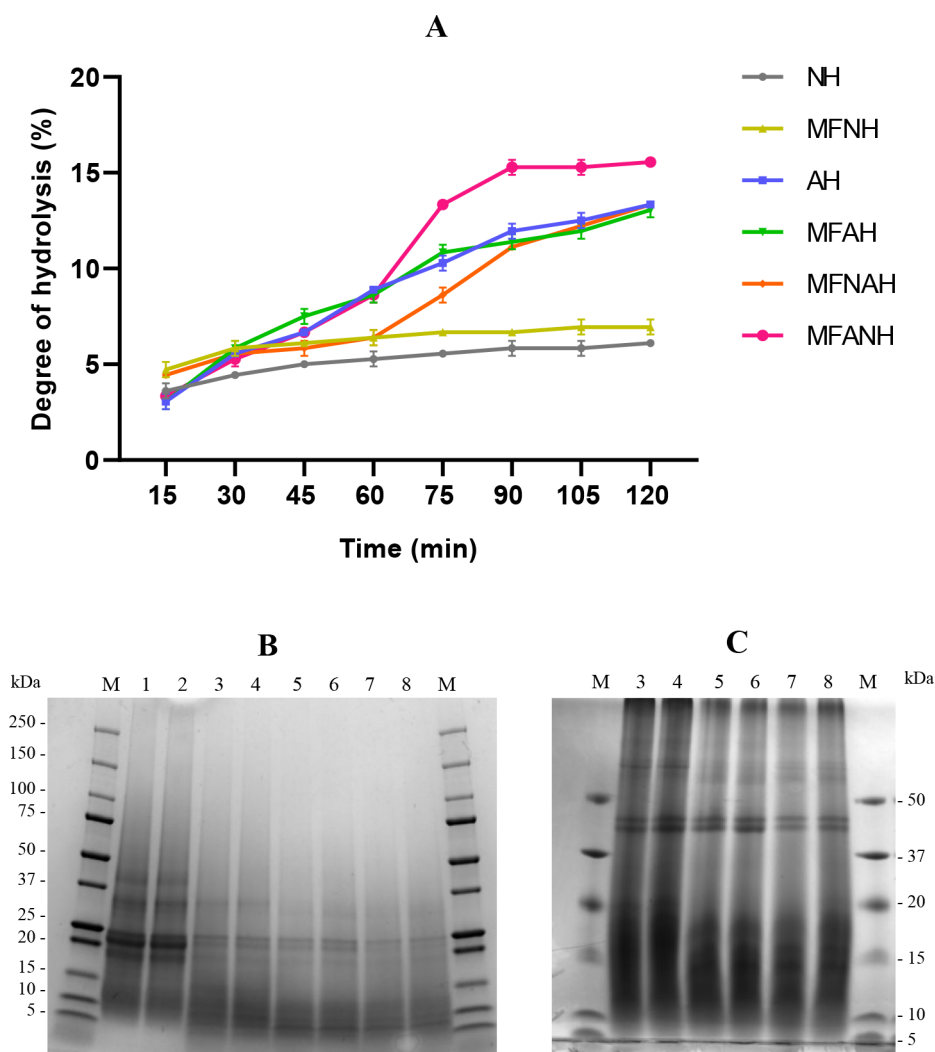 A
Degree of hydrolysis (%)
20
15
10
5
0
15 30 45 60 75 90 105 120
Time (min)
NH
MFNH
AH
MFAH
MFNAH
MFANH
B
kDa M 1 2 3 4 5 6 7 8 M
250 -
150 -
100 -
75 -
50 -
37 -
25 -
20 -
15 -
10 -
5 -
C
M 3 4 5 6 7 8 M kDa
- 50
- 37
- 20
- 15
- 10
- 5